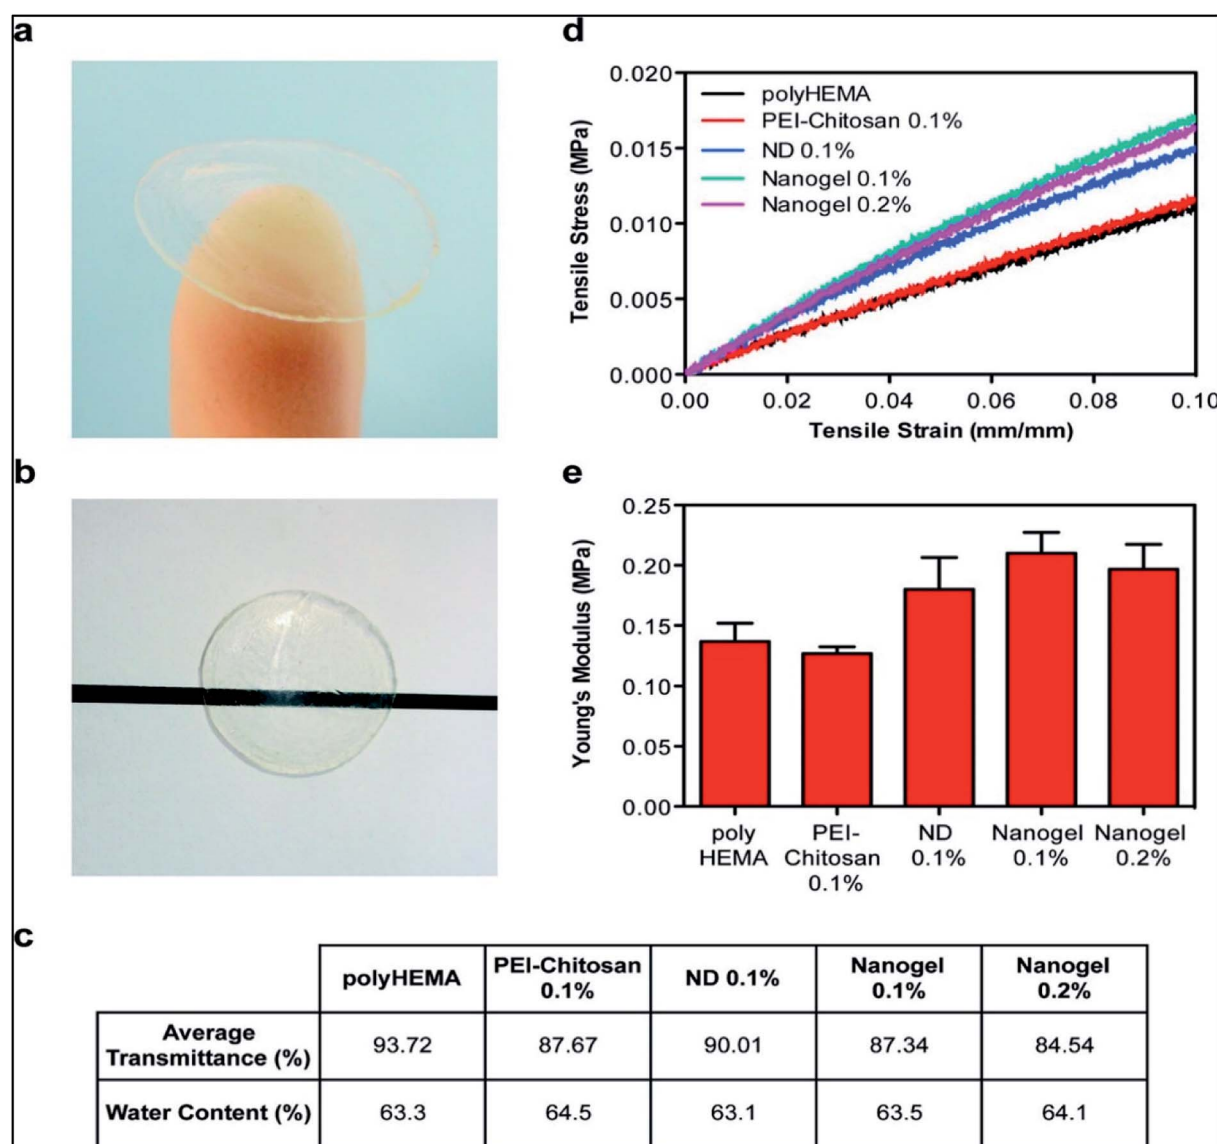 a
b
c
d
Tensile Stress (MPa)
0.020
0.015
0.010
0.005
0.000
polyHEMA
PEI-Chitosan 0.1%
ND 0.1%
Nanogel 0.1%
Nanogel 0.2%
0.00 0.02 0.04 0.06 0.08 0.10
Tensile Strain (mm/mm)
e
Young's Modulus (MPa)
0.25
0.20
0.15
0.10
0.05
0.00
poly
HEMA
PEI-
Chitosan
0.1%
ND
0.1%
Nanogel
0.1%
Nanogel
0.2%
polyHEMA
PEI-Chitosan
0.1%
ND 0.1%
Nanogel
0.1%
Nanogel
0.2%
Average
Transmittance (%)
93.72 87.67 90.01 87.34 84.54
Water Content (%) 63.3 64.5 63.1 63.5 64.1